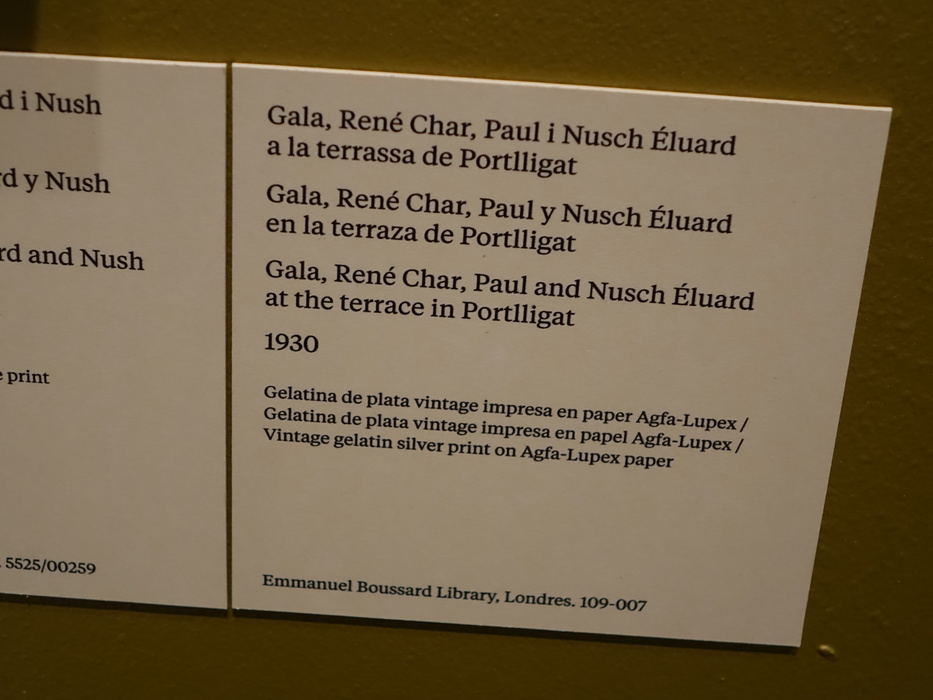 d i Nush
y Nush
and Nush
print
5525/00259
Gala, René Char, Paul i Nusch Éluard
a la terrassa de Portlligat
Gala, René Char, Paul y Nusch Éluard
en la terraza de Portlligat
Gala, René Char, Paul and Nusch Éluard
at the terrace in Portlligat
1930
Gelatina de plata vintage impresa en paper Agfa-Lupex /
Gelatina de plata vintage impresa en papel Agfa-Lupex /
Vintage gelatin silver print on Agfa-Lupex paper
Emmanuel Boussard Library, Londres. 109-007